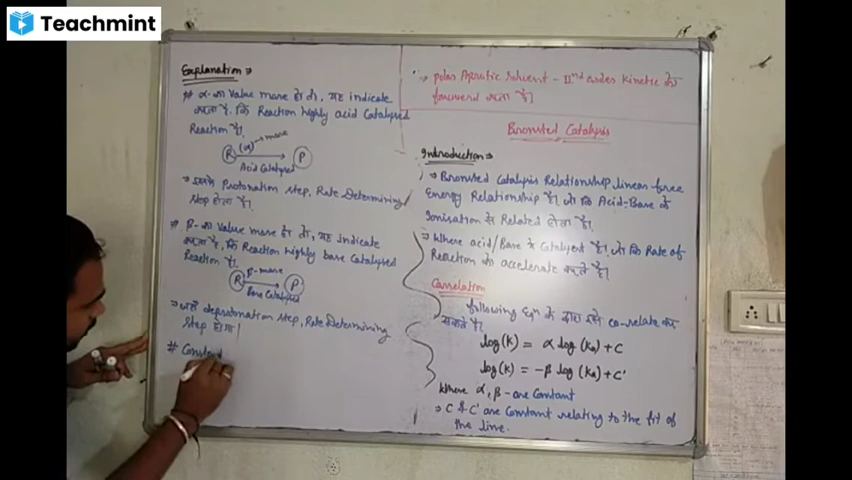 Teachmint
Explanation :→
# α-का value more हो तो, यह indicate
करता है. कि Reaction highly acid Catalysed
Reaction है।
R (α)→more P
Acid Catalysed
→ इसमे Protonation step, Rate Determining
Step होता है।
# β-का value more हो तो, यह indicate
करता है, कि Reaction highly base Catalysed
Reaction है।
R β-more P
Base Catalysed
→ यहाँ deprotonation step, Rate Determining
Step होगा।
# Constant
→ polar Aprotic Solvent - IInd order Kinetic को
करता है।
Bronsted Catalysis
Introduction :→
→ Bronsted Catalysis Relationship, linear free
Energy Relationship है। जो कि Acid-Base के
Ionisation से Related होता है।
→ Where acid/Base is Catalyst है। जो कि Rate of
Reaction को accelerate करते है।
Correlation
following Eqn के द्वारा इसे co-relate कर
सकते है।
log(K) = α log (Ka) + C
log(K) = -β log (Ka) + C'
Where α, β - are Constant
→ C & C' are Constant relating to the fit of
the line.